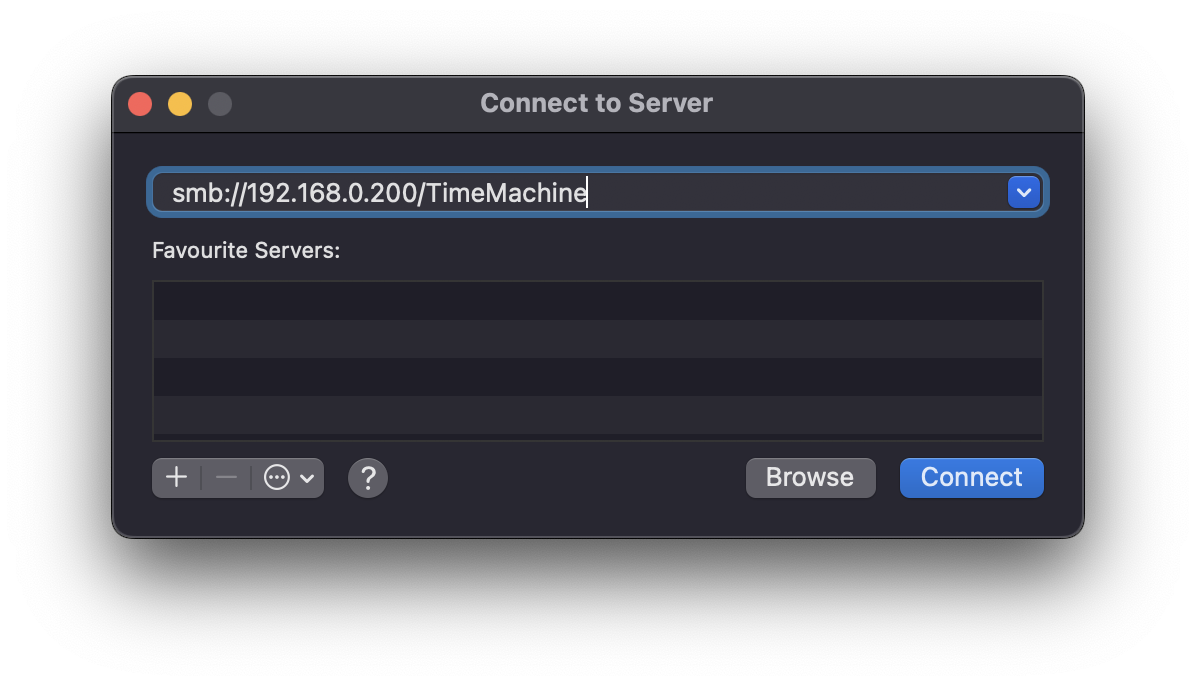 Connect to Server
smb://192.168.0.200/TimeMachine
Favourite Servers:
?
Browse
Connect